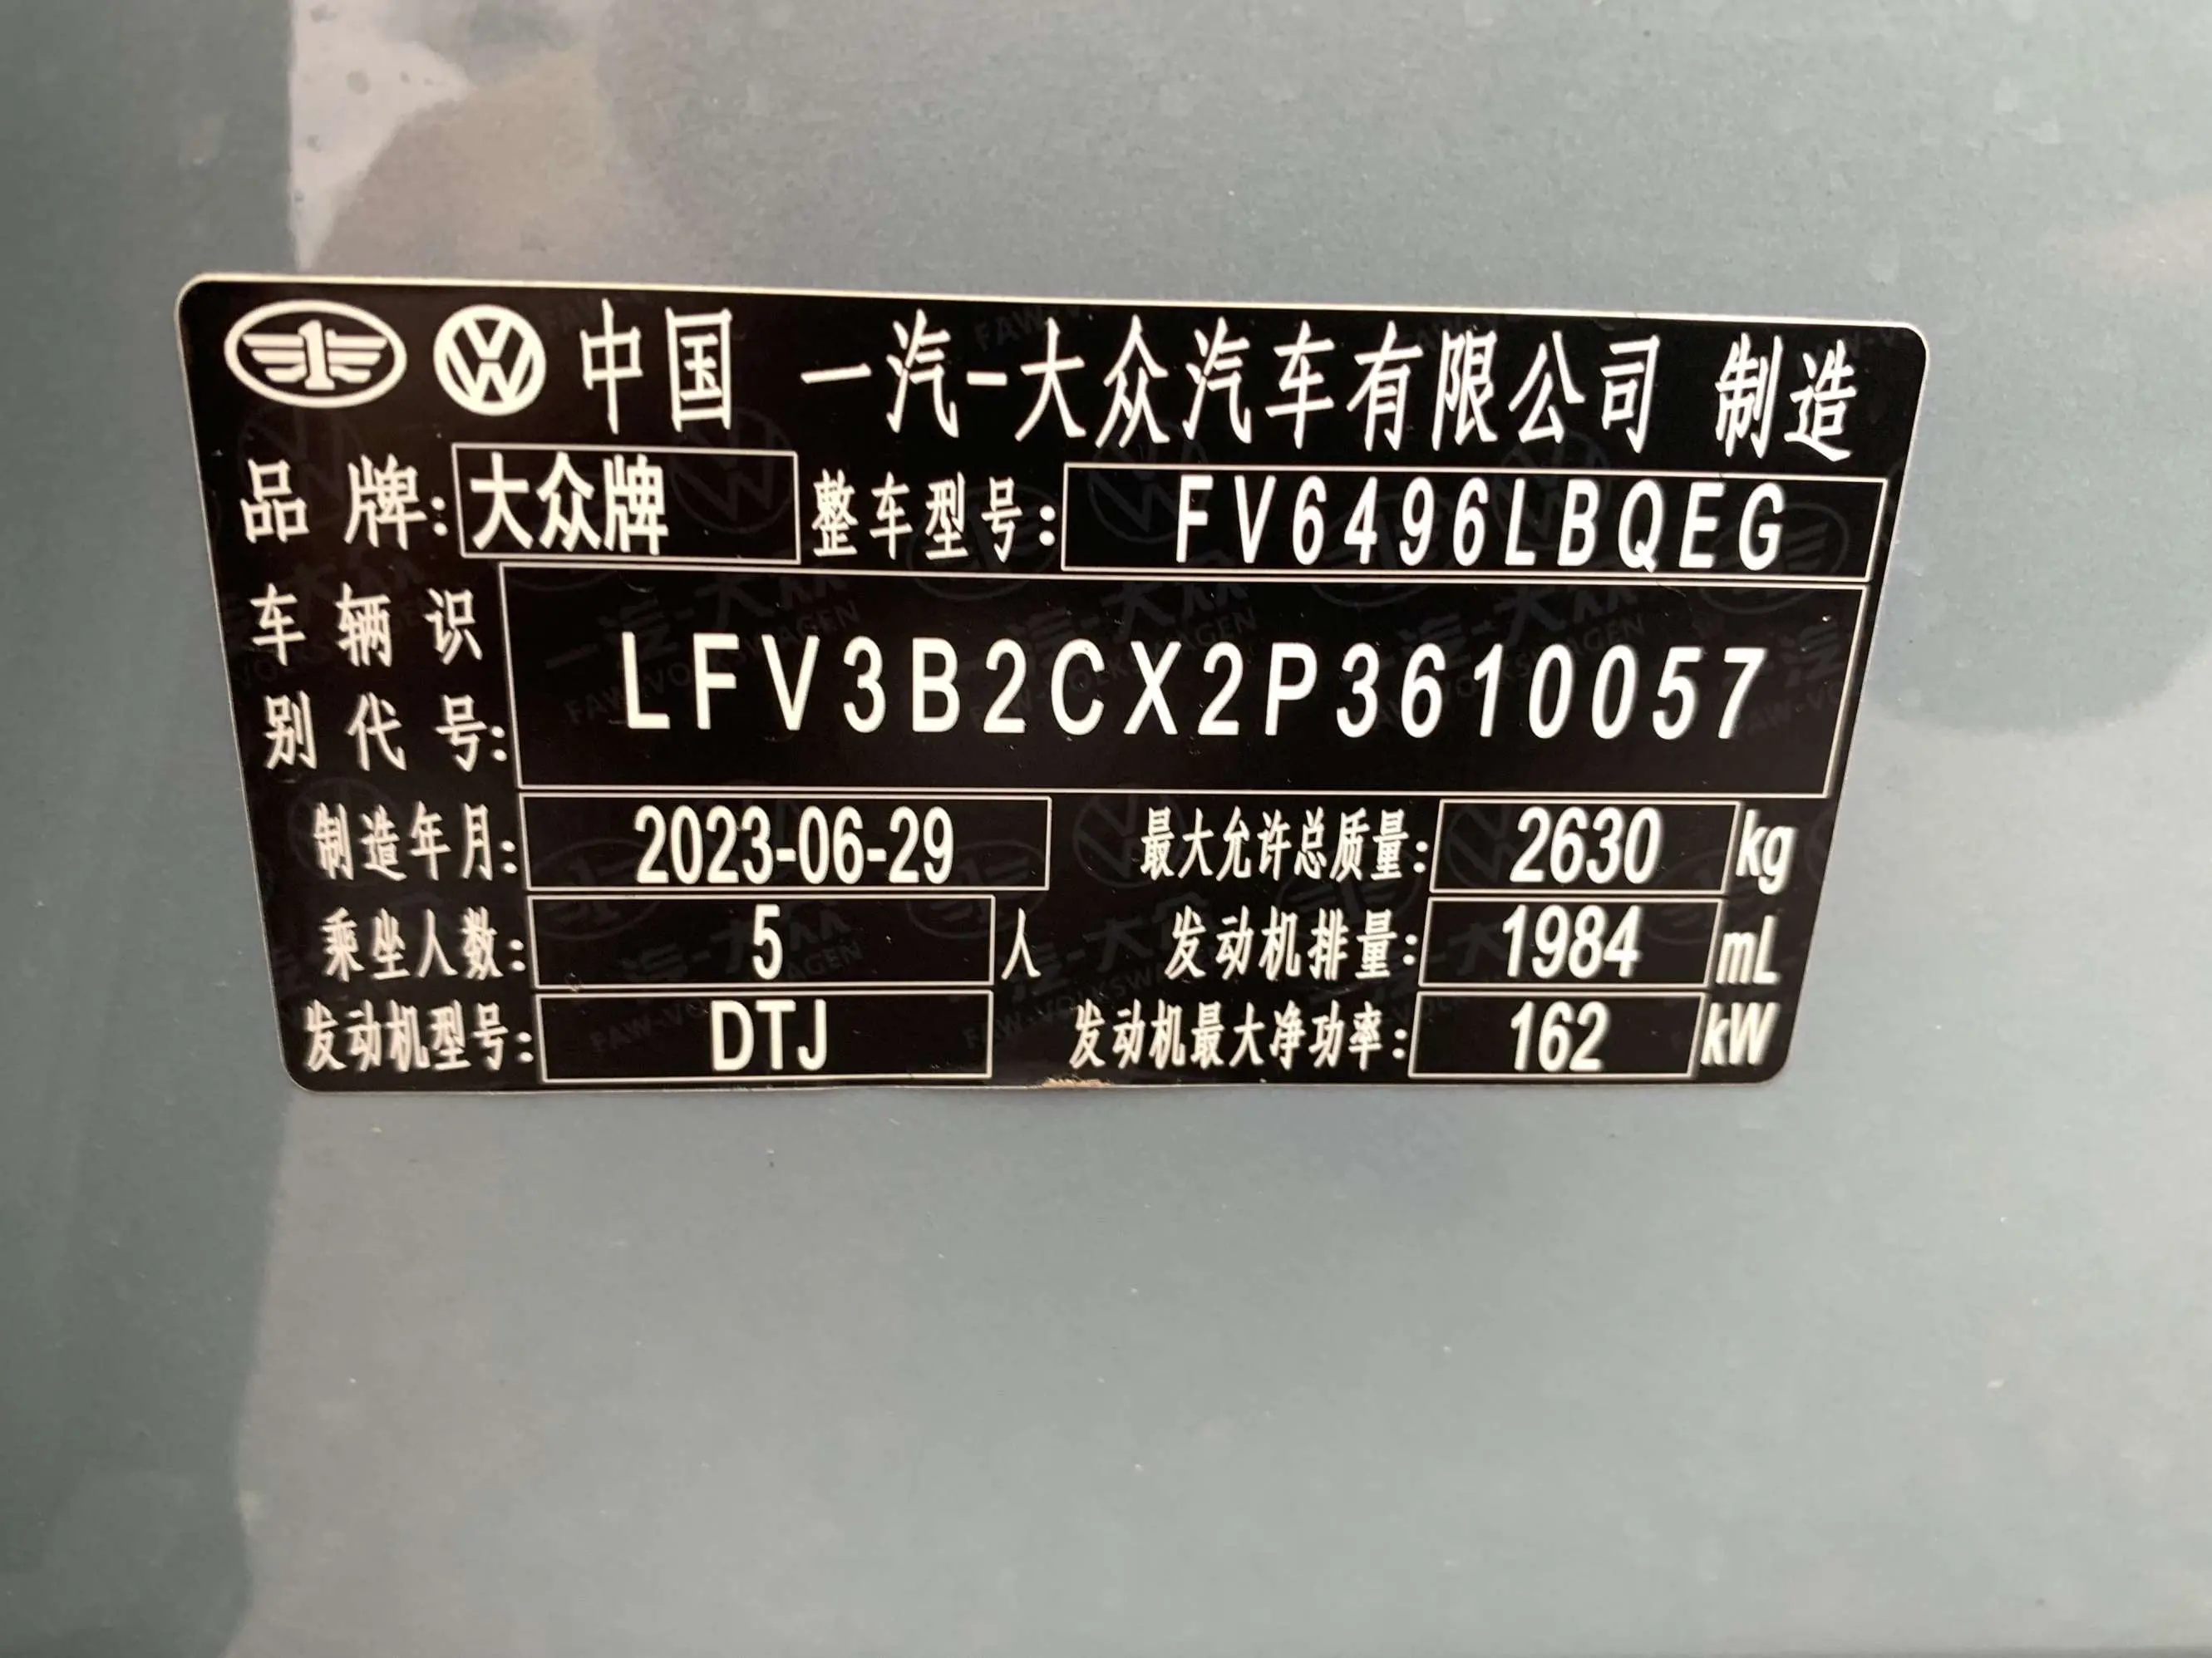 中国 一汽-大众汽车有限公司 制造
品牌: 大众牌 整车型号: FV6496LBQEG
车辆识
别代号: LFV3B2CX2P3610057
制造年月: 2023-06-29 最大允许总质量: 2630 kg
乘坐人数: 5 人 发动机排量: 1984 mL
发动机型号: DTJ 发动机最大净功率: 162 kW